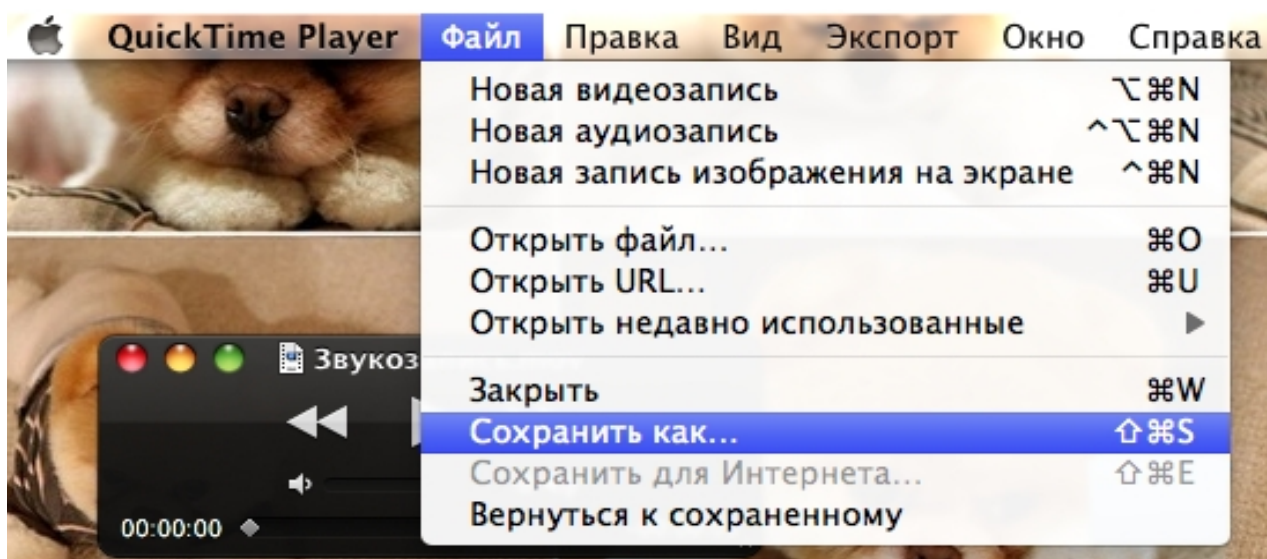 QuickTime Player Файл Правка Вид Экспорт Окно Справка
Новая видеозапись ⌥⌘N
Новая аудиозапись ^⌥⌘N
Новая запись изображения на экране ^⌘N
Открыть файл... ⌘O
Открыть URL... ⌘U
Открыть недавно использованные ▶
Закрыть ⌘W
Сохранить как... ⇧⌘S
Сохранить для Интернета... ⇧⌘E
Вернуться к сохраненному
00:00:00